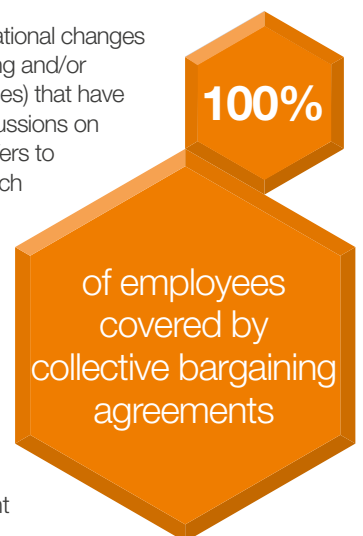 ational changes
ng and/or
es) that have
ussions on
ers to
ch
100%
of employees
covered by
collective bargaining
agreements
nt